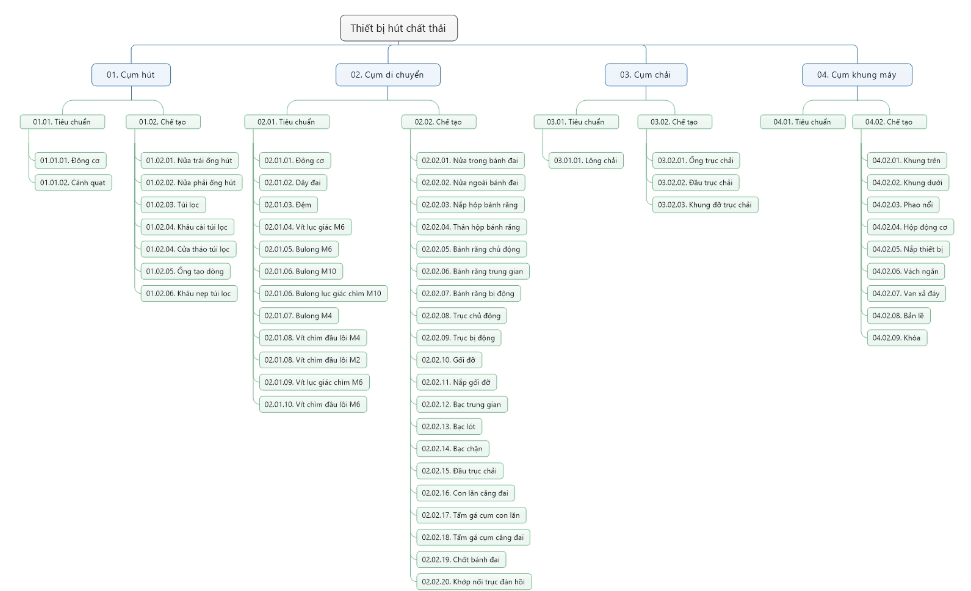 Thiết bị hút chất thải
01. Cụm hút
02. Cụm di chuyển
03. Cụm chải
04. Cụm khung máy
01.01. Tiêu chuẩn
01.02. Chế tạo
02.01. Tiêu chuẩn
02.02. Chế tạo
03.01. Tiêu chuẩn
03.02. Chế tạo
04.01. Tiêu chuẩn
04.02. Chế tạo
01.01.01. Động cơ
01.01.02. Cánh quạt
01.02.01. Nửa trái ống hút
01.02.02. Nửa phải ống hút
01.02.03. Túi lọc
01.02.04. Khâu cài túi lọc
01.02.04. Cửa tháo túi lọc
01.02.05. Ống tạo dòng
01.02.06. Khâu nẹp túi lọc
02.01.01. Động cơ
02.01.02. Dây đai
02.01.03. Đệm
02.01.04. Vít lục giác M6
02.01.05. Bulong M6
02.01.06. Bulong M10
02.01.06. Bulong lục giác chìm M10
02.01.07. Bulong M4
02.01.08. Vít chìm đầu lồi M4
02.01.08. Vít chìm đầu lồi M2
02.01.09. Vít lục giác chìm M6
02.01.10. Vít chìm đầu lồi M6
02.02.01. Nửa trong bánh đai
02.02.02. Nửa ngoài bánh đai
02.02.03. Nắp hộp bánh răng
02.02.04. Thân hộp bánh răng
02.02.05. Bánh răng chủ động
02.02.06. Bánh răng trung gian
02.02.07. Bánh răng bị động
02.02.08. Trục chủ động
02.02.09. Trục bị động
02.02.10. Gối đỡ
02.02.11. Nắp gối đỡ
02.02.12. Bạc trung gian
02.02.13. Bạc lót
02.02.14. Bạc chặn
02.02.15. Đầu trục chải
02.02.16. Con lăn căng đai
02.02.17. Tấm gá cụm con lăn
02.02.18. Tấm gá cụm căng đai
02.02.19. Chốt bánh đai
02.02.20. Khớp nối trục đàn hồi
03.01.01. Lông chải
03.02.01. Ống trục chải
03.02.02. Đầu trục chải
03.02.03. Khung đỡ trục chải
04.02.01. Khung trên
04.02.02. Khung dưới
04.02.03. Phao nổi
04.02.04. Hộp động cơ
04.02.05. Nắp thiết bị
04.02.06. Vách ngăn
04.02.07. Van xả đáy
04.02.08. Bản lề
04.02.09. Khóa